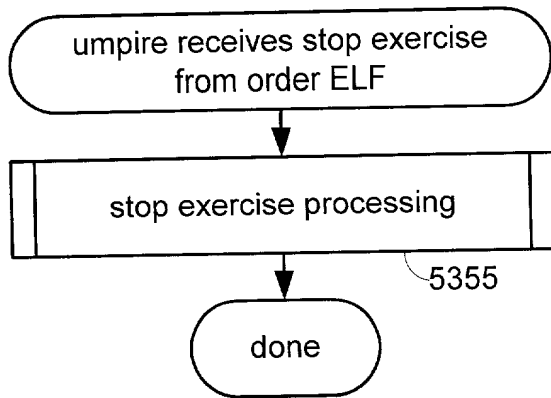 umpire receives stop exercise
from order ELF
stop exercise processing
5355
done